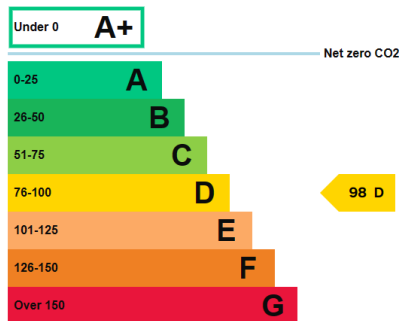 Under 0 A+
Net zero CO2
0-25 A
26-50 B
51-75 C
76-100 D
98 D
101-125 E
126-150 F
Over 150 G